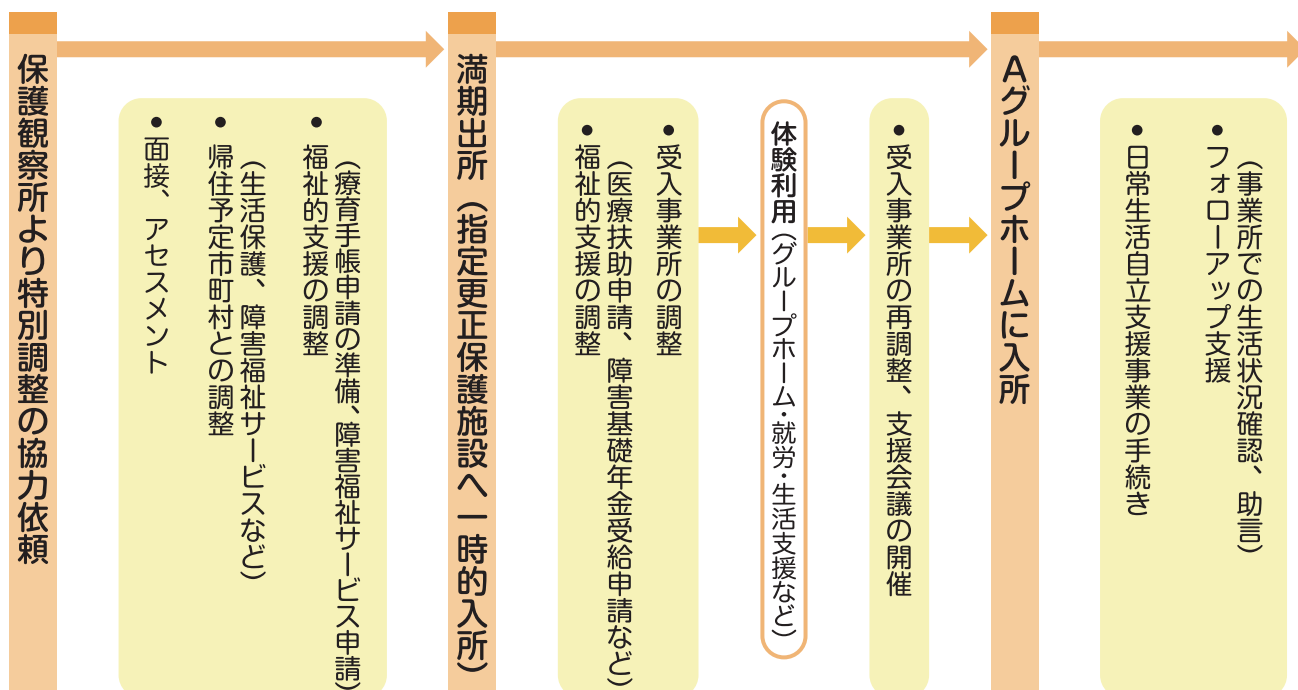 保護観察所より特別調整の協力依頼
●面接、アセスメント
●帰住予定市町村との調整
（生活保護、障害福祉サービスなど）
●福祉的支援の調整
（療育手帳申請の準備、障害福祉サービス申請）
満期出所（指定更正保護施設へ一時的入所）
●福祉的支援の調整
（医療扶助申請、障害基礎年金受給申請など）
●受入事業所の調整
体験利用（グループホーム・就労・生活支援など）
●受入事業所の再調整、支援会議の開催
Aグループホームに入所
●日常生活自立支援事業の手続き
●フォローアップ支援
（事業所での生活状況確認、助言）